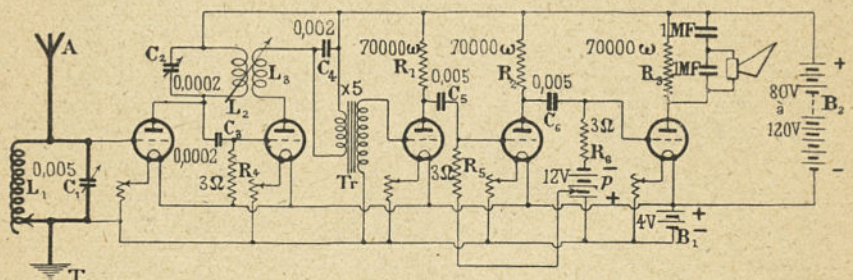 A
L₁
0,005
C₁
T
C₂
0,0002
L₂
L₃
C₃
0,0002
3Ω
R₄
0,002
C₄
x5
Tr
70000ω
R₁
0,005
C₅
3Ω
R₅
70000ω
R₂
0,005
C₆
3Ω
R₆
12V
p
-
+
70000ω
R₃
1MF
1MF
4V
+
B₁
-
+
80V
à
120V
B₂
-